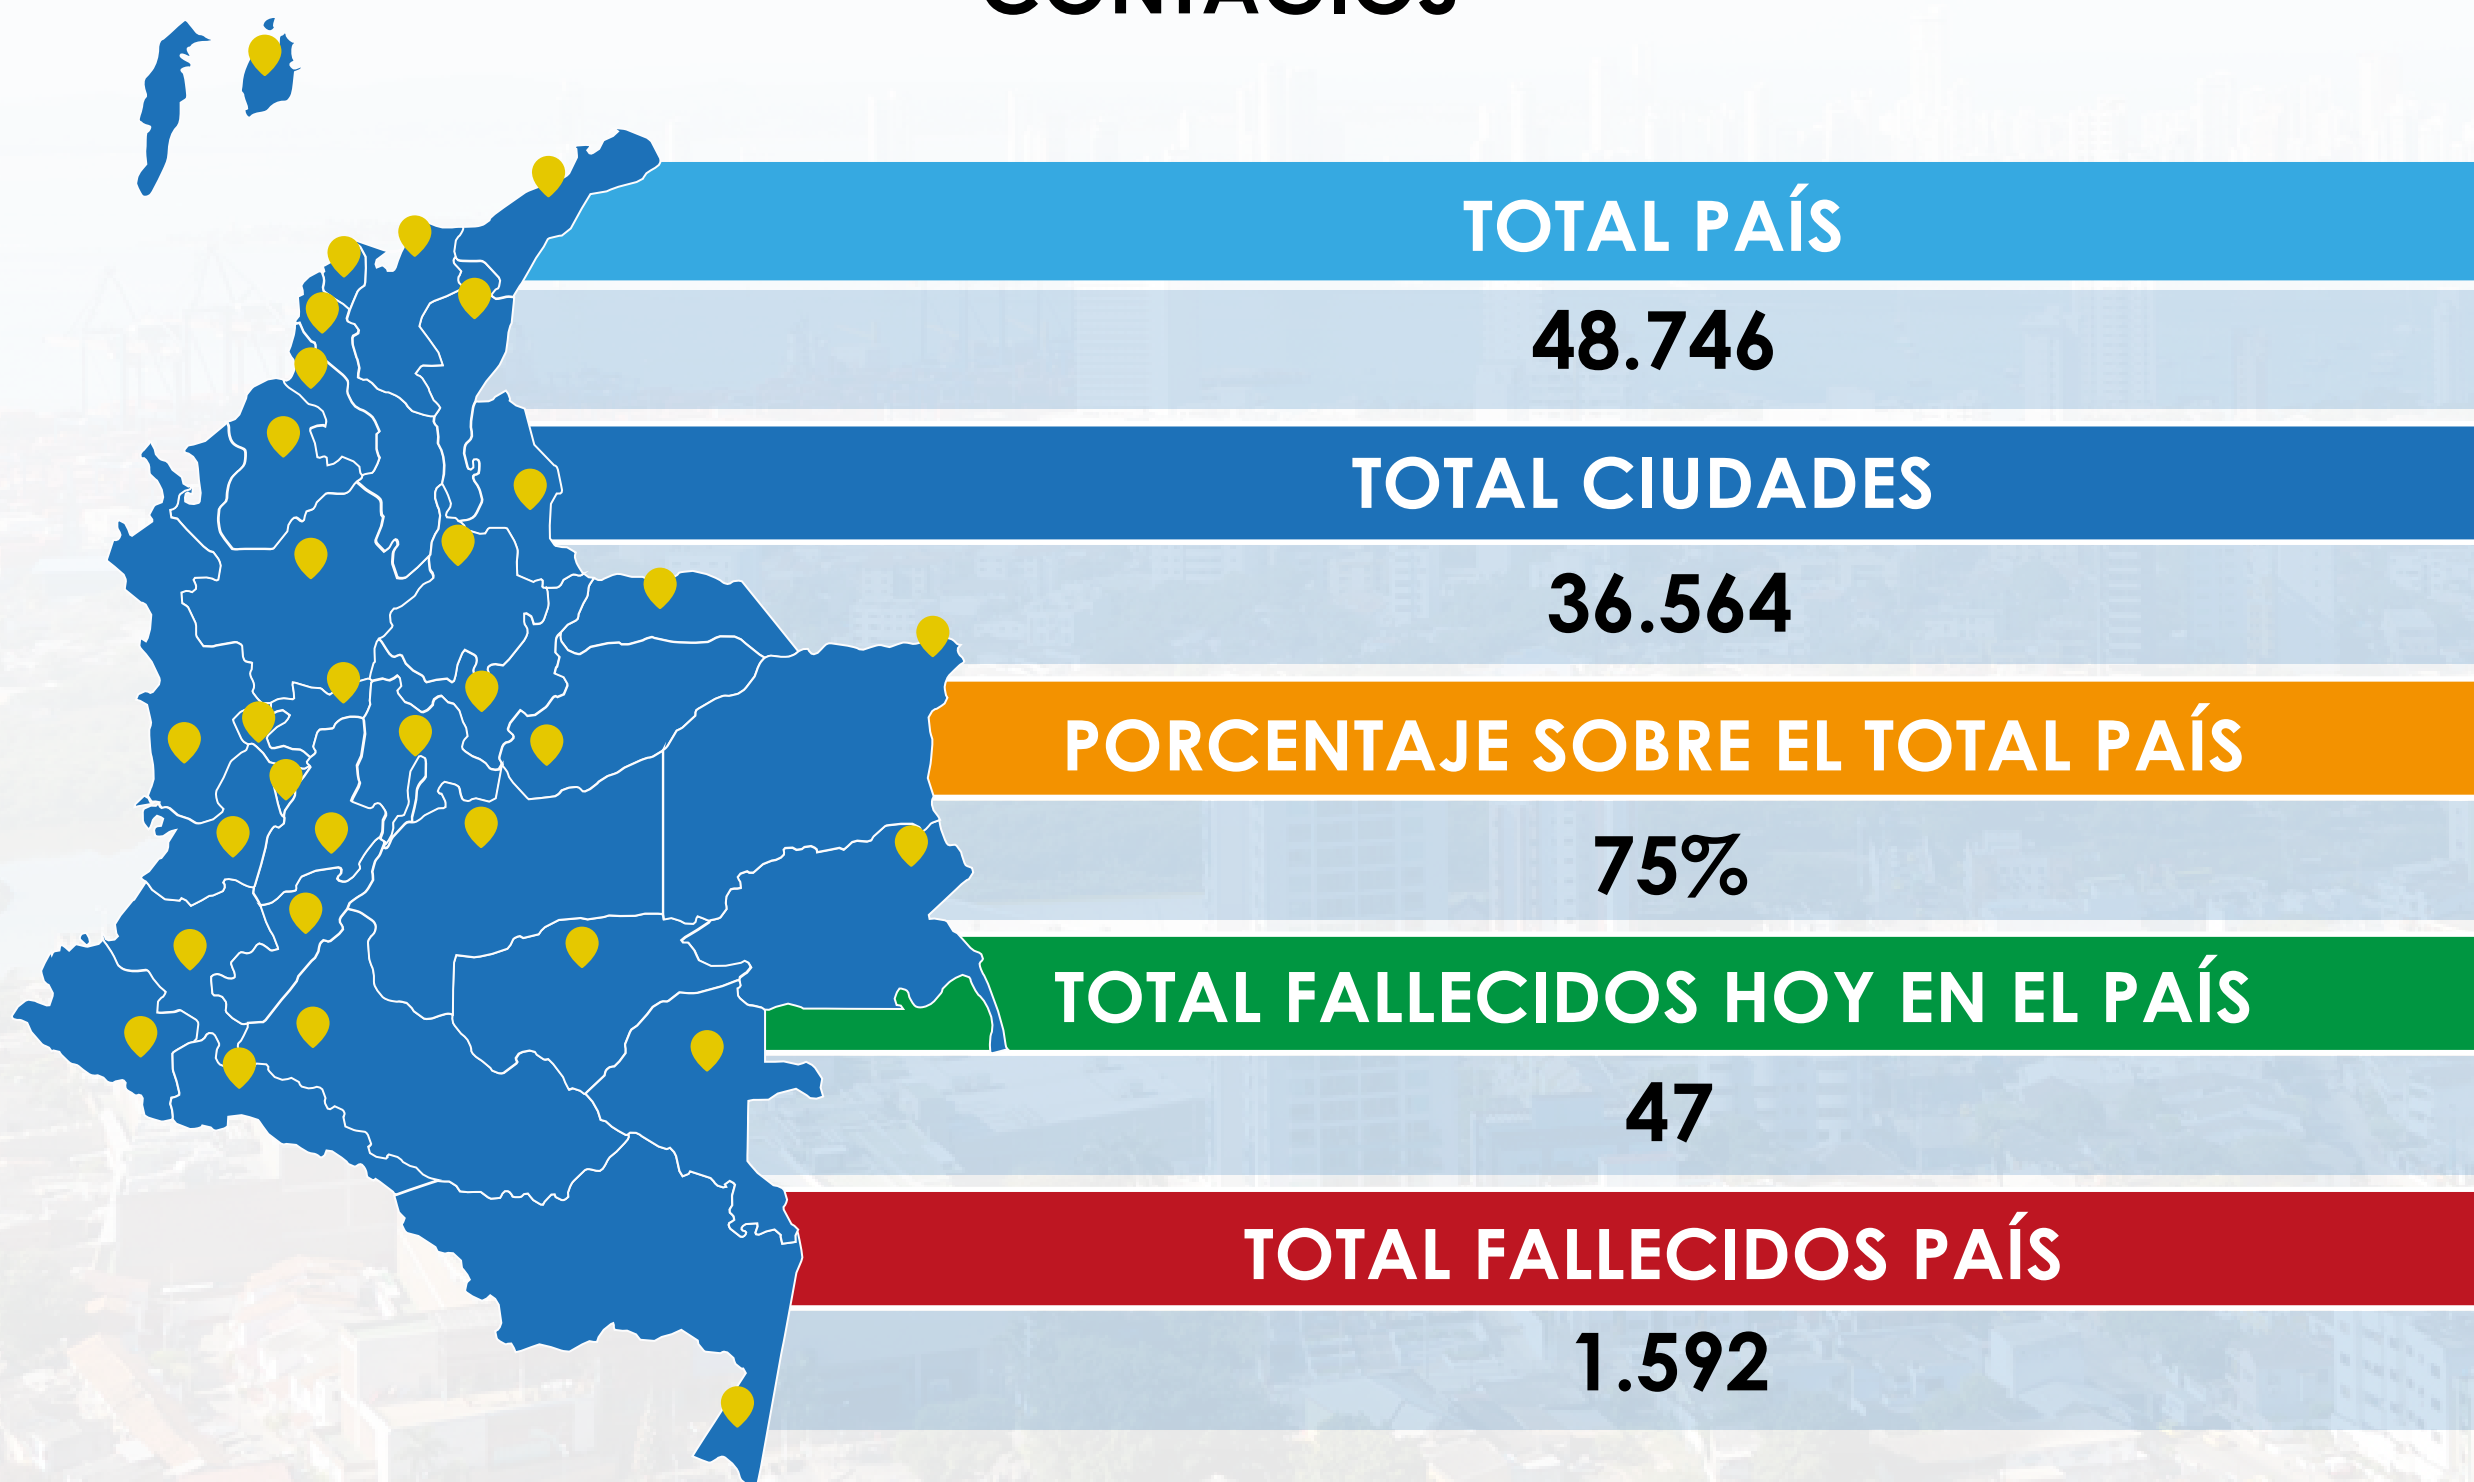 CONTAGIOS
TOTAL PAÍS
48.746
TOTAL CIUDADES
36.564
PORCENTAJE SOBRE EL TOTAL PAÍS
75%
TOTAL FALLECIDOS HOY EN EL PAÍS
47
TOTAL FALLECIDOS PAÍS
1.592